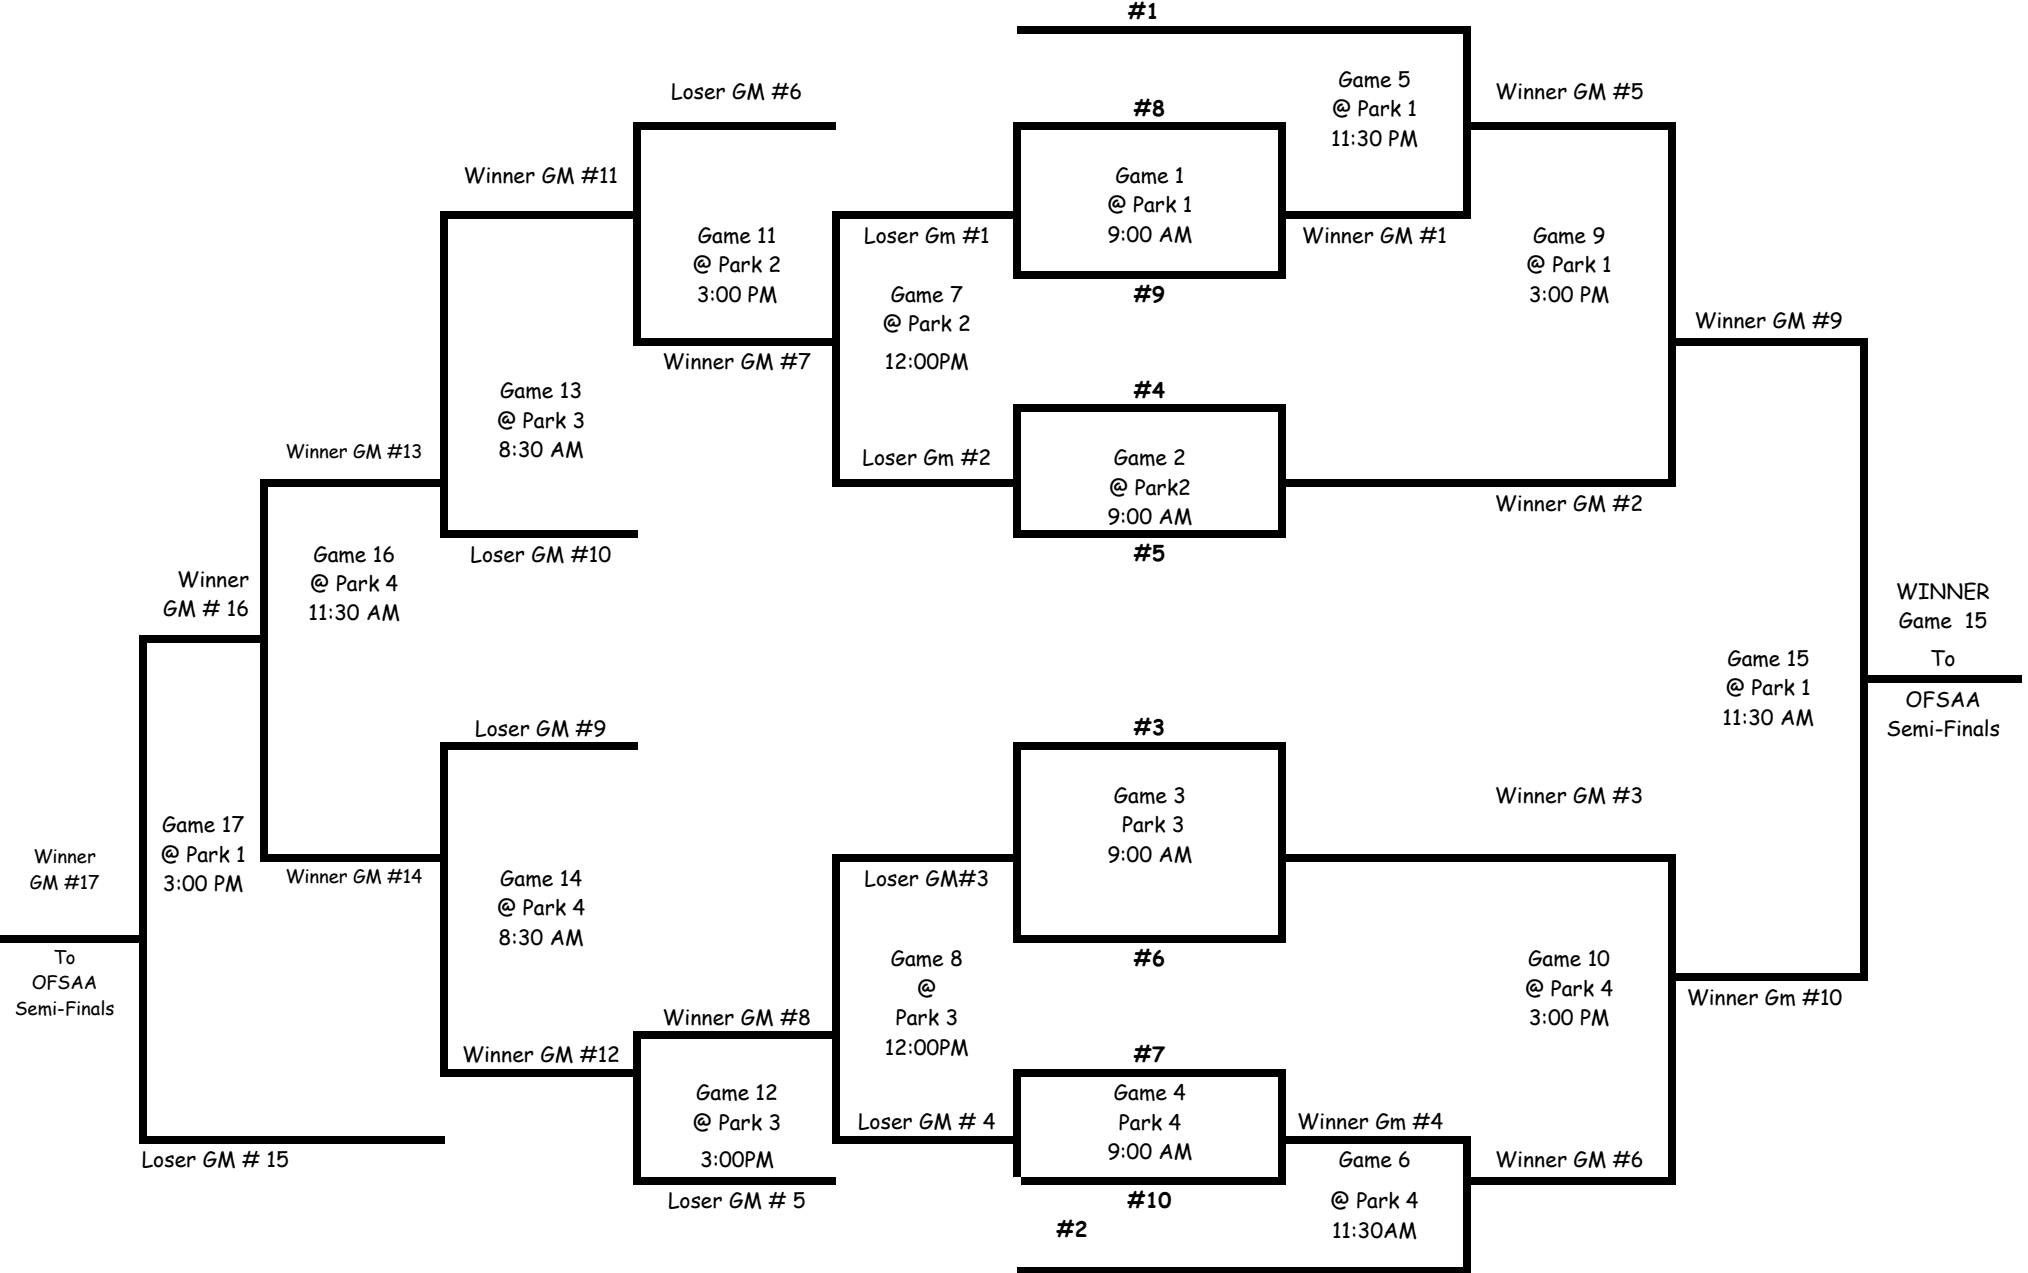 #1
Game 5
@ Park 1
11:30 PM
Winner GM #5
Loser GM #6
#8
Winner GM #11
Game 1
@ Park 1
9:00 AM
Game 11
@ Park 2
3:00 PM
Loser Gm #1
Winner GM #1
Game 9
@ Park 1
3:00 PM
Game 7
@ Park 2
12:00PM
#9
Winner GM #9
Winner GM #7
Game 13
@ Park 3
8:30 AM
#4
Winner GM #13
Loser Gm #2
Game 2
@ Park2
9:00 AM
Winner GM #2
Loser GM #10
#5
Game 16
@ Park 4
11:30 AM
Winner
GM # 16
WINNER
Game 15
To
OFSAA
Semi-Finals
Game 15
@ Park 1
11:30 AM
Loser GM #9
#3
Game 3
Park 3
9:00 AM
Winner GM #3
Game 17
@ Park 1
3:00 PM
Winner
GM #17
To
OFSAA
Semi-Finals
Winner GM #14
Game 14
@ Park 4
8:30 AM
Loser GM#3
Game 8
@
Park 3
12:00PM
#6
Game 10
@ Park 4
3:00 PM
Winner Gm #10
Winner GM #8
Winner GM #12
#7
Game 4
Park 4
9:00 AM
Game 12
@ Park 3
3:00PM
Loser GM # 4
Winner Gm #4
Loser GM # 15
Game 6
@ Park 4
11:30AM
Winner GM #6
Loser GM # 5
#10
#2